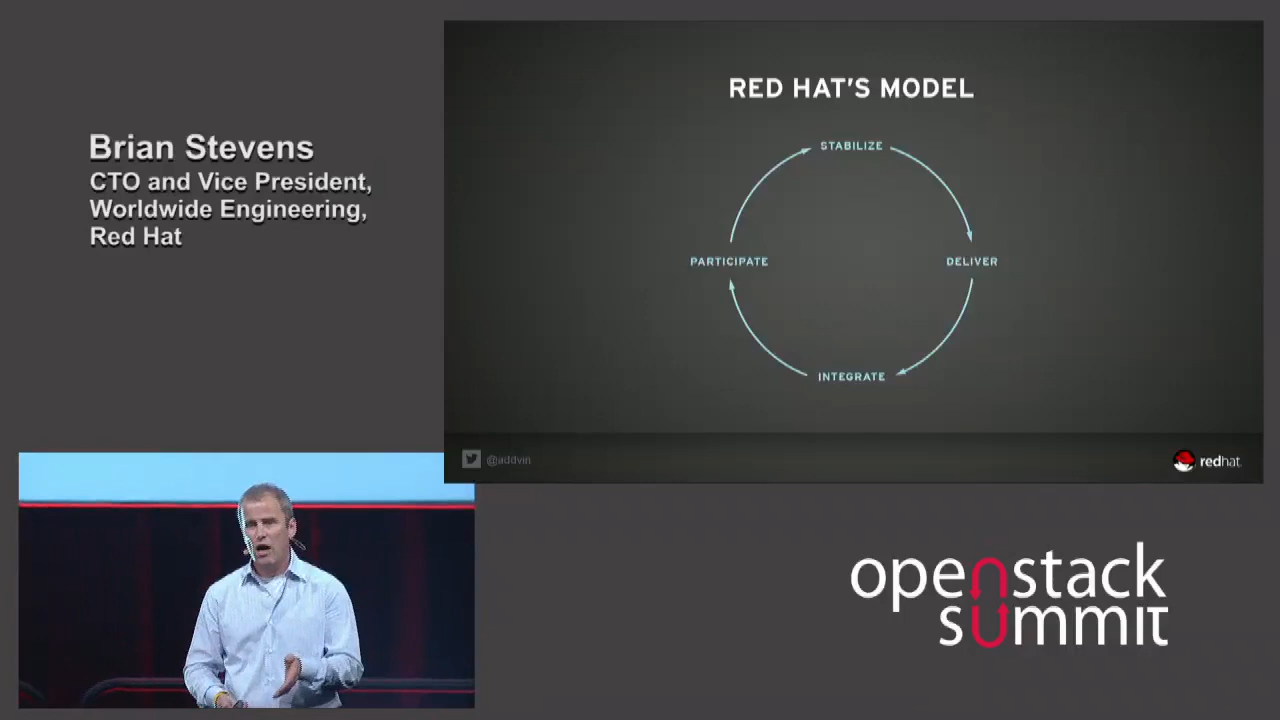 Brian Stevens
CTO and Vice President,
Worldwide Engineering,
Red Hat
RED HAT'S MODEL
STABILIZE
PARTICIPATE
DELIVER
INTEGRATE
@addvin
redhat.
openstack
summit